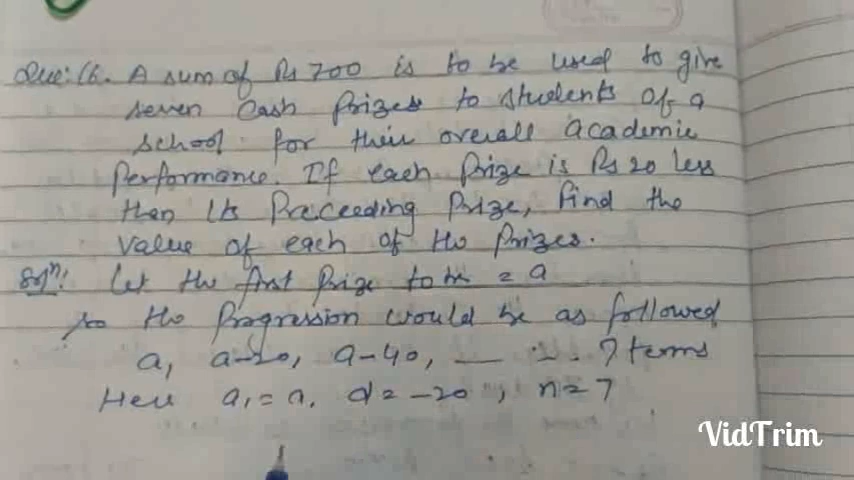 Que:16. A sum of Rs 700 is to be used to give
seven cash prizes to students of a
school for their overall academic
Performance. If each prize is Rs 20 less
then its Preceeding Prize, find the
value of each of the prizes.
Solⁿ: Let the first prize to be = a
so the Progression would be as followed
a, a-20, a-40, — - - . 7 terms
Here a₁ = a, d = -20, n = 7
VidTrim